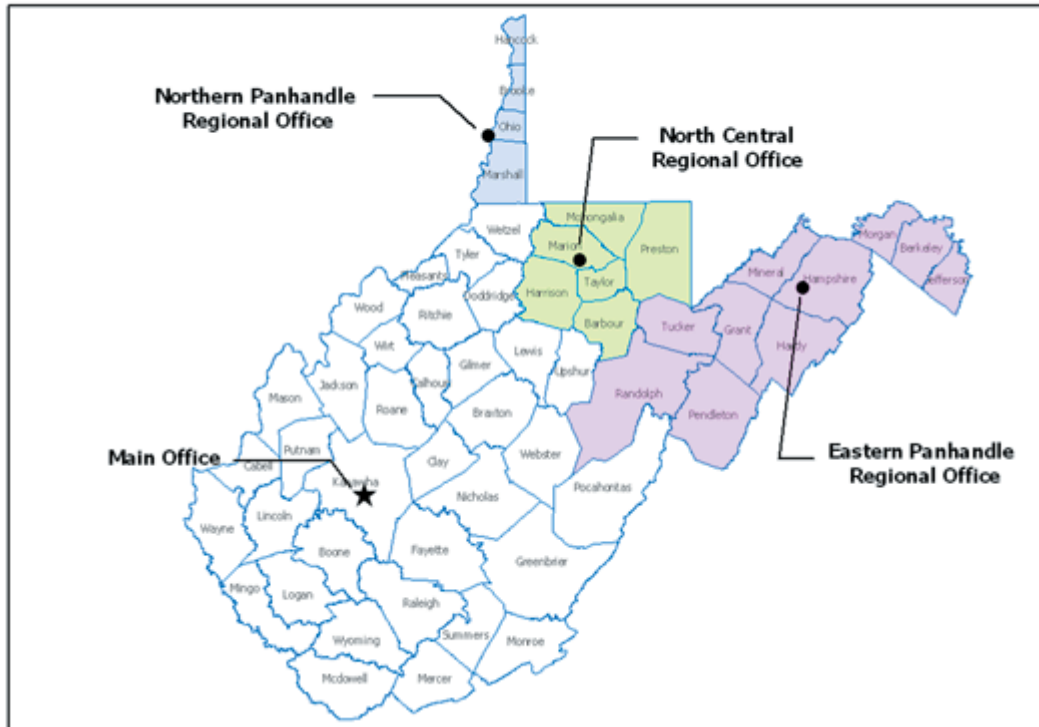 Hancock
Brooke
Northern Panhandle
Regional Office
Ohio
North Central
Regional Office
Marshall
Monongalia
Wetzel
Marion
Preston
Morgan
Berkeley
Jefferson
Tyler
Mineral
Hampshire
Pleasants
Doddridge
Harrison
Taylor
Wood
Ritchie
Barbour
Tucker
Grant
Hardy
Wirt
Lewis
Gilmer
Upshur
Jackson
Calhoun
Randolph
Mason
Roane
Braxton
Pendleton
Putnam
Main Office
Cabell
Clay
Webster
Eastern Panhandle
Regional Office
Kanawha
Pocahontas
Nicholas
Wayne
Lincoln
Boone
Fayette
Greenbrier
Mingo
Logan
Raleigh
Wyoming
Summers
Monroe
Mcdowell
Mercer